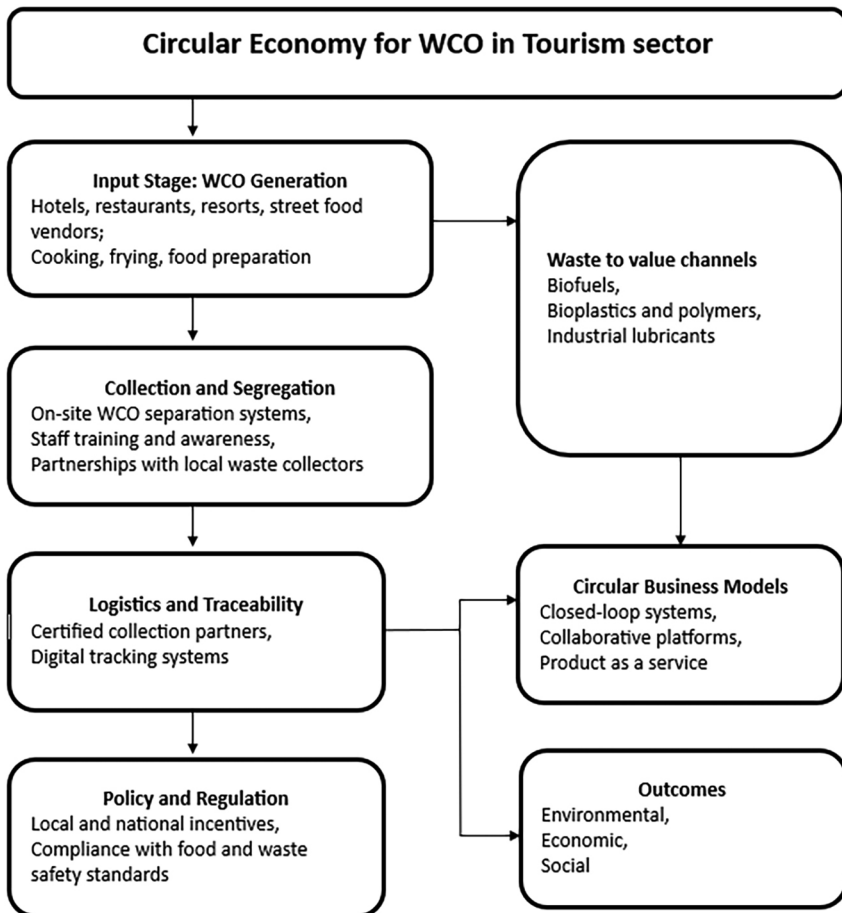 Circular Economy for WCO in Tourism sector
Input Stage: WCO Generation
Hotels, restaurants, resorts, street food
vendors;
Cooking, frying, food preparation
Waste to value channels
Biofuels,
Bioplastics and polymers,
Industrial lubricants
Collection and Segregation
On-site WCO separation systems,
Staff training and awareness,
Partnerships with local waste collectors
Logistics and Traceability
Certified collection partners,
Digital tracking systems
Circular Business Models
Closed-loop systems,
Collaborative platforms,
Product as a service
Policy and Regulation
Local and national incentives,
Compliance with food and waste
safety standards
Outcomes
Environmental,
Economic,
Social